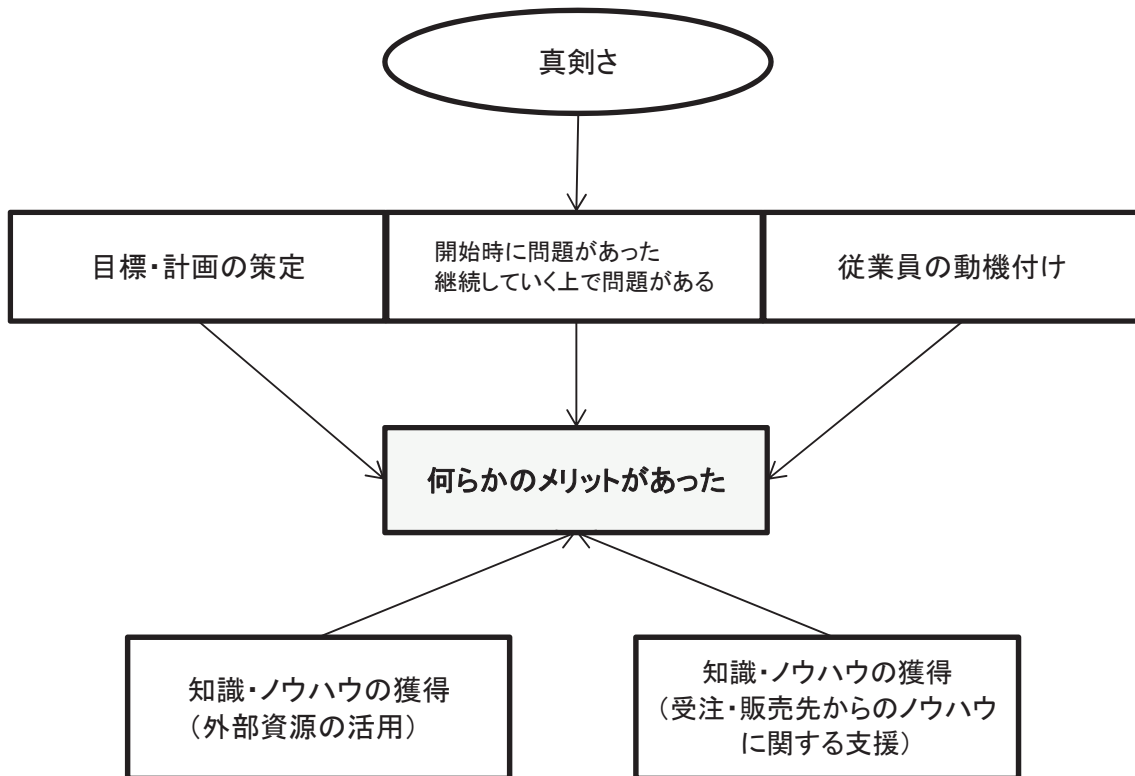 真剣さ
目標・計画の策定
開始時に問題があった
継続していく上で問題がある
従業員の動機付け
何らかのメリットがあった
知識・ノウハウの獲得
（外部資源の活用）
知識・ノウハウの獲得
（受注・販売先からのノウハウ
に関する支援）